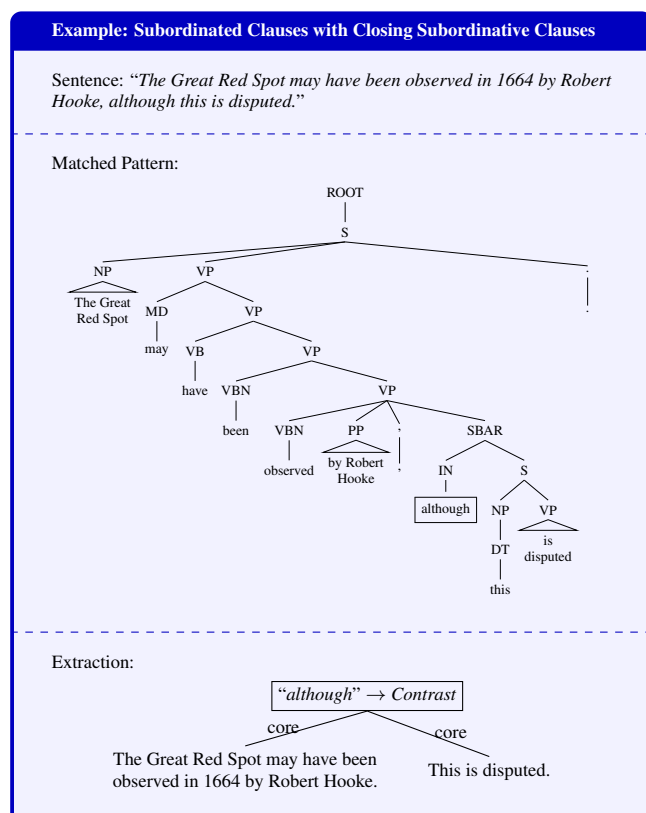 Example: Subordinated Clauses with Closing Subordinative Clauses
Sentence: “The Great Red Spot may have been observed in 1664 by Robert
Hooke, although this is disputed.”
Matched Pattern:
ROOT
S
NP VP .
The Great
Red Spot
MD VP .
may VB VP
have VBN VP
been VBN PP , SBAR
observed by Robert
Hooke
, IN S
although NP VP
DT is
disputed
this
Extraction:
“although” → Contrast
core core
The Great Red Spot may have been
observed in 1664 by Robert Hooke.
This is disputed.